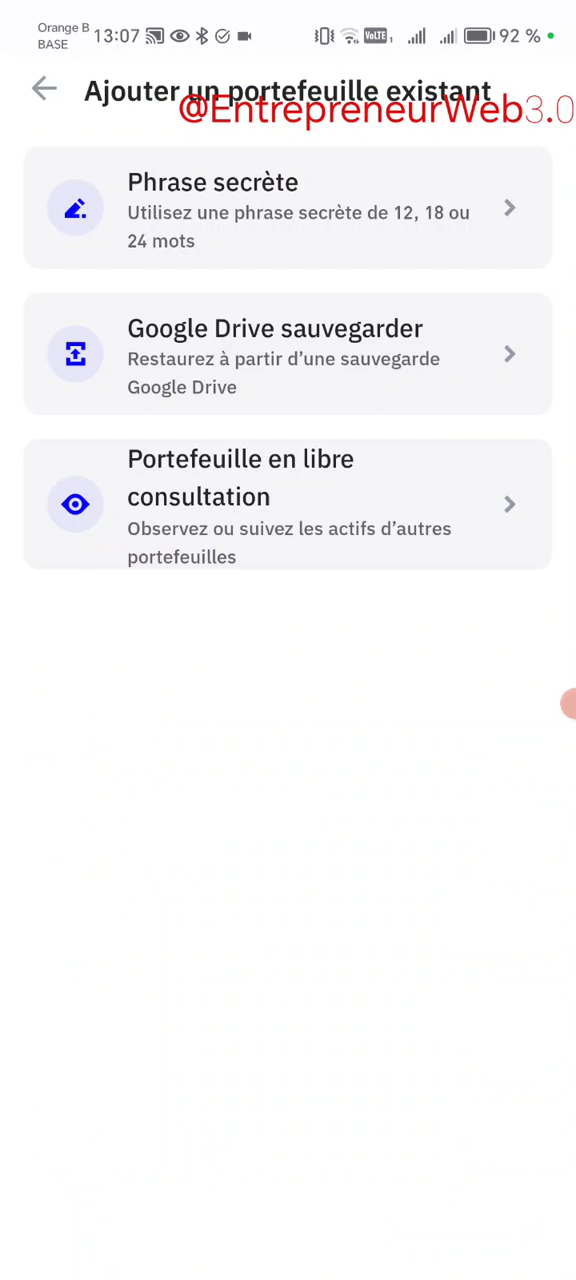 Orange B
BASE
13:07
VoLTE 1
92 %
Ajouter un portefeuille existant
@EntrepreneurWeb3.0
Phrase secrète
Utilisez une phrase secrète de 12, 18 ou
24 mots
Google Drive sauvegarder
Restaurez à partir d’une sauvegarde
Google Drive
Portefeuille en libre
consultation
Observez ou suivez les actifs d’autres
portefeuilles